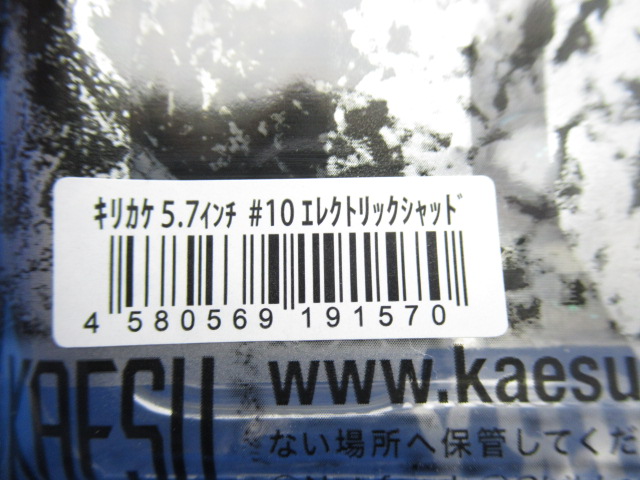 ｷﾘｶｹ 5.7ｲﾝﾁ #10 ｴﾚｸﾄﾘｯｸｼｬｯﾄﾞ
4 580569 191570
KAESU www.kaesu
ない場所へ保管してくだ